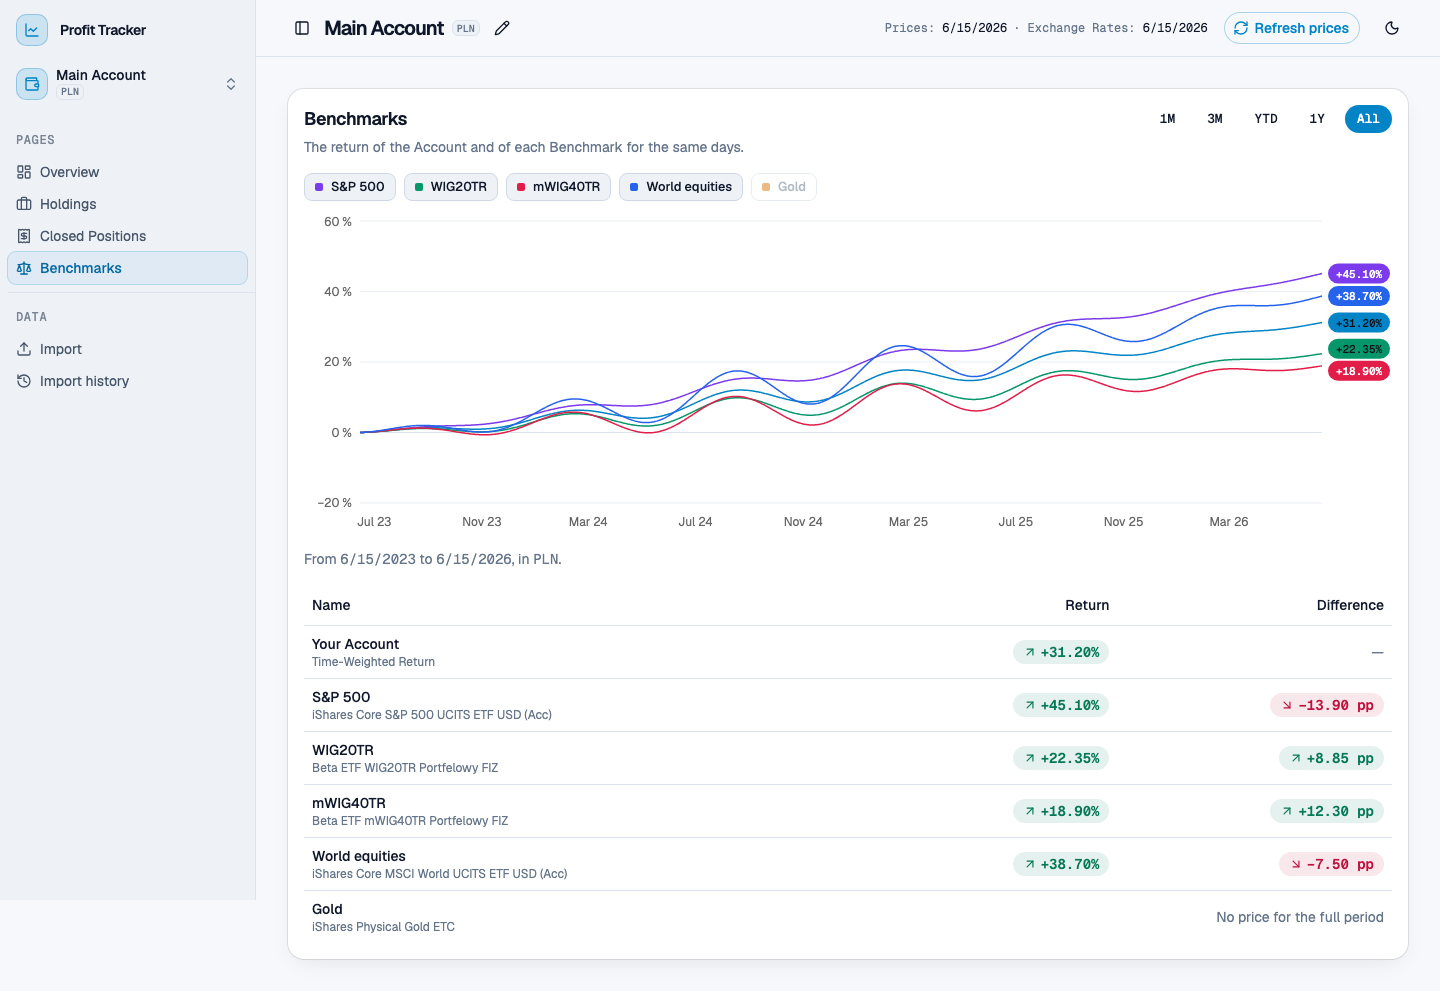 Profit Tracker
Main Account
PLN
PAGES
Overview
Holdings
Closed Positions
Benchmarks
DATA
Import
Import history
Main Account PLN
Prices: 6/15/2026 · Exchange Rates: 6/15/2026
Refresh prices
Benchmarks
1M 3M YTD 1Y All
The return of the Account and of each Benchmark for the same days.
S&P 500 WIG20TR mWIG40TR World equities Gold
60 %
40 %
20 %
0 %
−20 %
+45.10%
+38.70%
+31.20%
+22.35%
+18.90%
Jul 23 Nov 23 Mar 24 Jul 24 Nov 24 Mar 25 Jul 25 Nov 25 Mar 26
From 6/15/2023 to 6/15/2026, in PLN.
Name Return Difference
Your Account
Time-Weighted Return
+31.20% —
S&P 500
iShares Core S&P 500 UCITS ETF USD (Acc)
+45.10% −13.90 pp
WIG20TR
Beta ETF WIG20TR Portfelowy FIZ
+22.35% +8.85 pp
mWIG40TR
Beta ETF mWIG40TR Portfelowy FIZ
+18.90% +12.30 pp
World equities
iShares Core MSCI World UCITS ETF USD (Acc)
+38.70% −7.50 pp
Gold
iShares Physical Gold ETC
No price for the full period